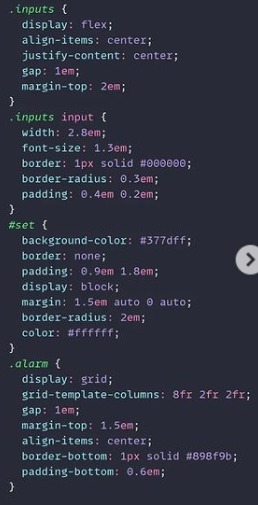 .inputs {
  display: flex;
  align-items: center;
  justify-content: center;
  gap: 1em;
  margin-top: 2em;
}
.inputs input {
  width: 2.8em;
  font-size: 1.3em;
  border: 1px solid #000000;
  border-radius: 0.3em;
  padding: 0.4em 0.2em;
}
#set {
  background-color: #377dff;
  border: none;
  padding: 0.9em 1.8em;
  display: block;
  margin: 1.5em auto 0 auto;
  border-radius: 2em;
  color: #ffffff;
}
.alarm {
  display: grid;
  grid-template-columns: 8fr 2fr 2fr;
  gap: 1em;
  margin-top: 1.5em;
  align-items: center;
  border-bottom: 1px solid #898f9b;
  padding-bottom: 0.6em;
}